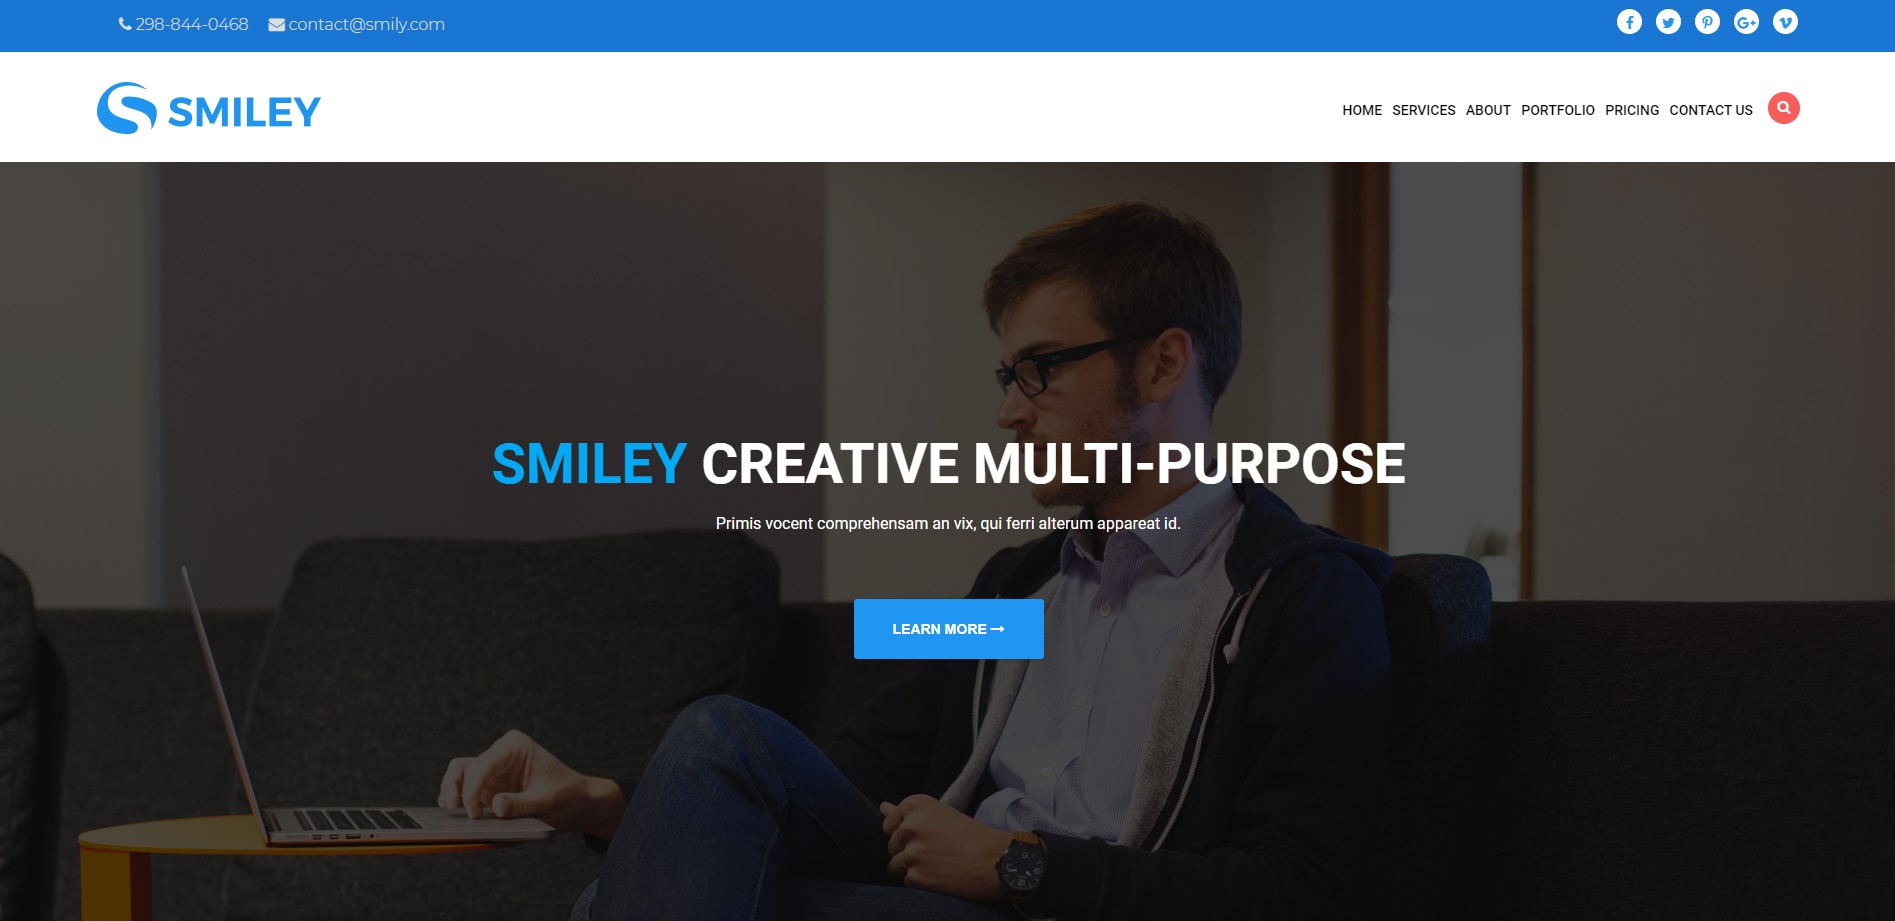 298-844-0468 contact@smily.com
SMILEY
HOME SERVICES ABOUT PORTFOLIO PRICING CONTACT US
SMILEY CREATIVE MULTI-PURPOSE
Primis vocent comprehensam an vix, qui ferri alterum appareat id.
LEARN MORE